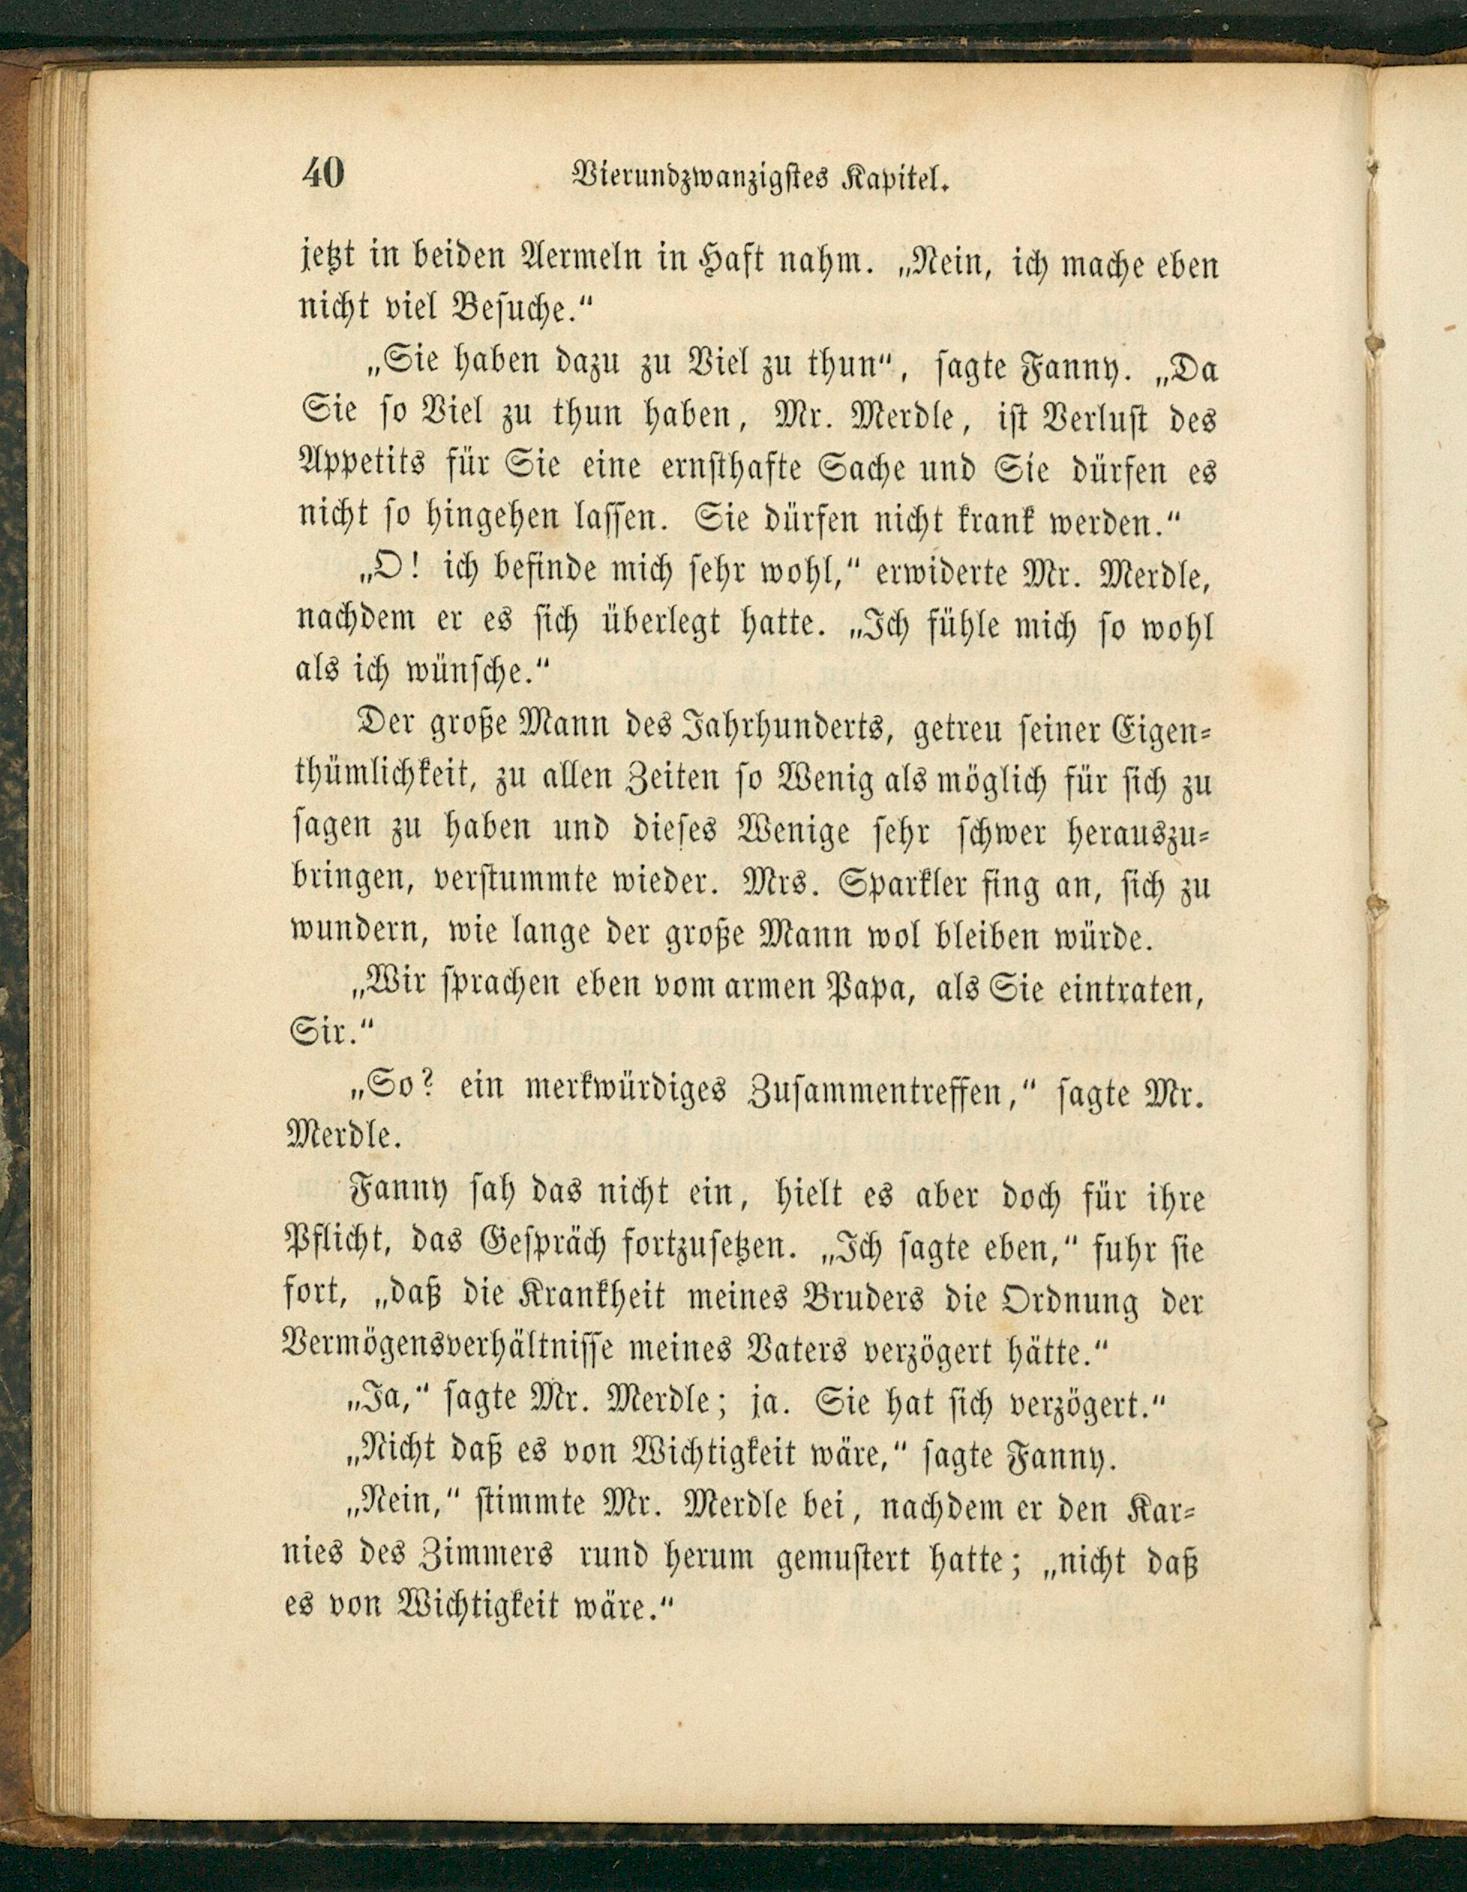 40 Vierundzwanzigstes Kapitel.
jetzt in beiden Aermeln in Haft nahm. „Nein, ich mache eben
nicht viel Besuche.“
„Sie haben dazu zu Viel zu thun“, sagte Fanny. „Da
Sie so Viel zu thun haben, Mr. Merdle, ist Verlust des
Appetits für Sie eine ernsthafte Sache und Sie dürfen es
nicht so hingehen lassen. Sie dürfen nicht krank werden.“
„O! ich befinde mich sehr wohl,“ erwiderte Mr. Merdle,
nachdem er es sich überlegt hatte. „Ich fühle mich so wohl
als ich wünsche.“
Der große Mann des Jahrhunderts, getreu seiner Eigen-
thümlichkeit, zu allen Zeiten so Wenig als möglich für sich zu
sagen zu haben und dieses Wenige sehr schwer herauszu-
bringen, verstummte wieder. Mrs. Sparkler fing an, sich zu
wundern, wie lange der große Mann wol bleiben würde.
„Wir sprachen eben vom armen Papa, als Sie eintraten,
Sir.“
„So? ein merkwürdiges Zusammentreffen,“ sagte Mr.
Merdle.
Fanny sah das nicht ein, hielt es aber doch für ihre
Pflicht, das Gespräch fortzusetzen. „Ich sagte eben,“ fuhr sie
fort, „daß die Krankheit meines Bruders die Ordnung der
Vermögensverhältnisse meines Vaters verzögert hätte.“
„Ja,“ sagte Mr. Merdle; ja. Sie hat sich verzögert.“
„Nicht daß es von Wichtigkeit wäre,“ sagte Fanny.
„Nein,“ stimmte Mr. Merdle bei, nachdem er den Kar-
nies des Zimmers rund herum gemustert hatte; „nicht daß
es von Wichtigkeit wäre.“